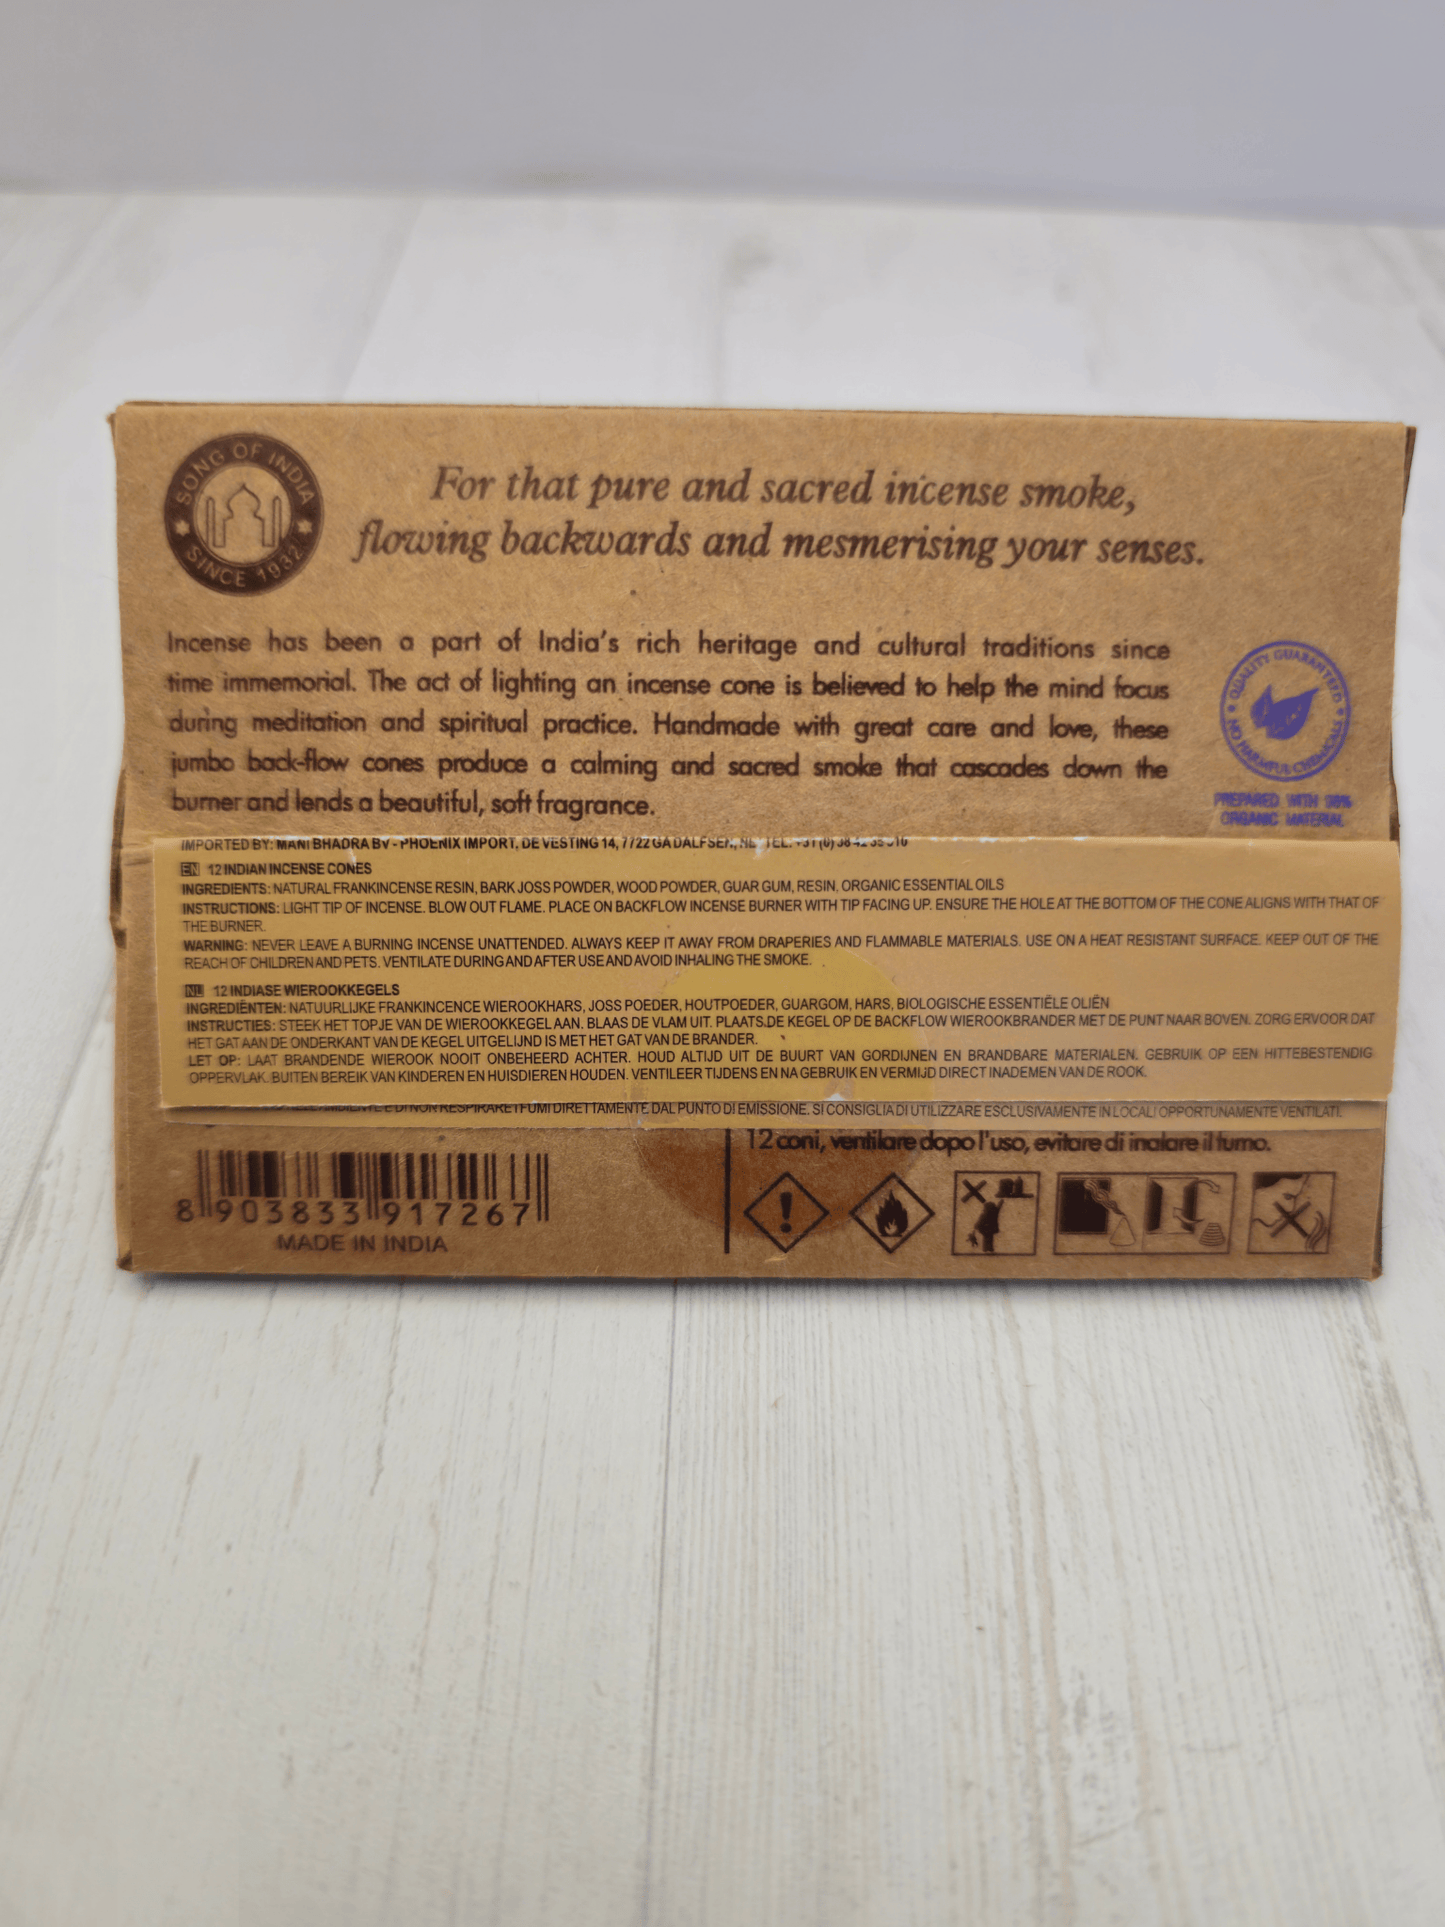 SONG OF INDIA
SINCE 1932
For that pure and sacred incense smoke,
flowing backwards and mesmerising your senses.
Incense has been a part of India's rich heritage and cultural traditions since
time immemorial. The act of lighting an incense cone is believed to help the mind focus
during meditation and spiritual practice. Handmade with great care and love, these
jumbo back-flow cones produce a calming and sacred smoke that cascades down the
burner and lends a beautiful, soft fragrance.
QUALITY GUARANTEED
NO HARMFUL CHEMICALS
PREPARED WITH
ORGANIC MATERIAL
IMPORTED BY: MANI BHADRA BV - PHOENIX IMPORT, DE VESTING 14, 7722 GA DALFSEN, NL TEL.
EN 12 INDIAN INCENSE CONES
INGREDIENTS: NATURAL FRANKINCENSE RESIN, BARK JOSS POWDER, WOOD POWDER, GUAR GUM, RESIN, ORGANIC ESSENTIAL OILS
INSTRUCTIONS: LIGHT TIP OF INCENSE. BLOW OUT FLAME. PLACE ON BACKFLOW INCENSE BURNER WITH TIP FACING UP. ENSURE THE HOLE AT THE BOTTOM OF THE CONE ALIGNS WITH THAT OF
THE BURNER.
WARNING: NEVER LEAVE A BURNING INCENSE UNATTENDED. ALWAYS KEEP IT AWAY FROM DRAPERIES AND FLAMMABLE MATERIALS. USE ON A HEAT RESISTANT SURFACE. KEEP OUT OF THE
REACH OF CHILDREN AND PETS. VENTILATE DURING AND AFTER USE AND AVOID INHALING THE SMOKE.
NL 12 INDIASE WIEROOKKEGELS
INGREDIËNTEN: NATUURLIJKE FRANKINCENCE WIEROOKHARS, JOSS POEDER, HOUTPOEDER, GUARGOM, HARS, BIOLOGISCHE ESSENTIËLE OLIËN
INSTRUCTIES: STEEK HET TOPJE VAN DE WIEROOKKEGEL AAN. BLAAS DE VLAM UIT. PLAATS DE KEGEL OP DE BACKFLOW WIEROOKBRANDER MET DE PUNT NAAR BOVEN. ZORG ERVOOR DAT
HET GAT AAN DE ONDERKANT VAN DE KEGEL UITGELIJND IS MET HET GAT VAN DE BRANDER.
LET OP: LAAT BRANDENDE WIEROOK NOOIT ONBEHEERD ACHTER. HOUD ALTIJD UIT DE BUURT VAN GORDIJNEN EN BRANDBARE MATERIALEN. GEBRUIK OP EEN HITTEBESTENDIG
OPPERVLAK. BUITEN BEREIK VAN KINDEREN EN HUISDIEREN HOUDEN. VENTILEER TIJDENS EN NA GEBRUIK EN VERMIJD DIRECT INADEMEN VAN DE ROOK.
E DI NON RESPIRARE I FUMI DIRETTAMENTE DAL PUNTO DI EMISSIONE. SI CONSIGLIA DI UTILIZZARE ESCLUSIVAMENTE IN LOCALI OPPORTUNAMENTE VENTILATI.
12 coni, ventilare dopo l'uso, evitare di inalare il fumo.
8 903833 917267
MADE IN INDIA